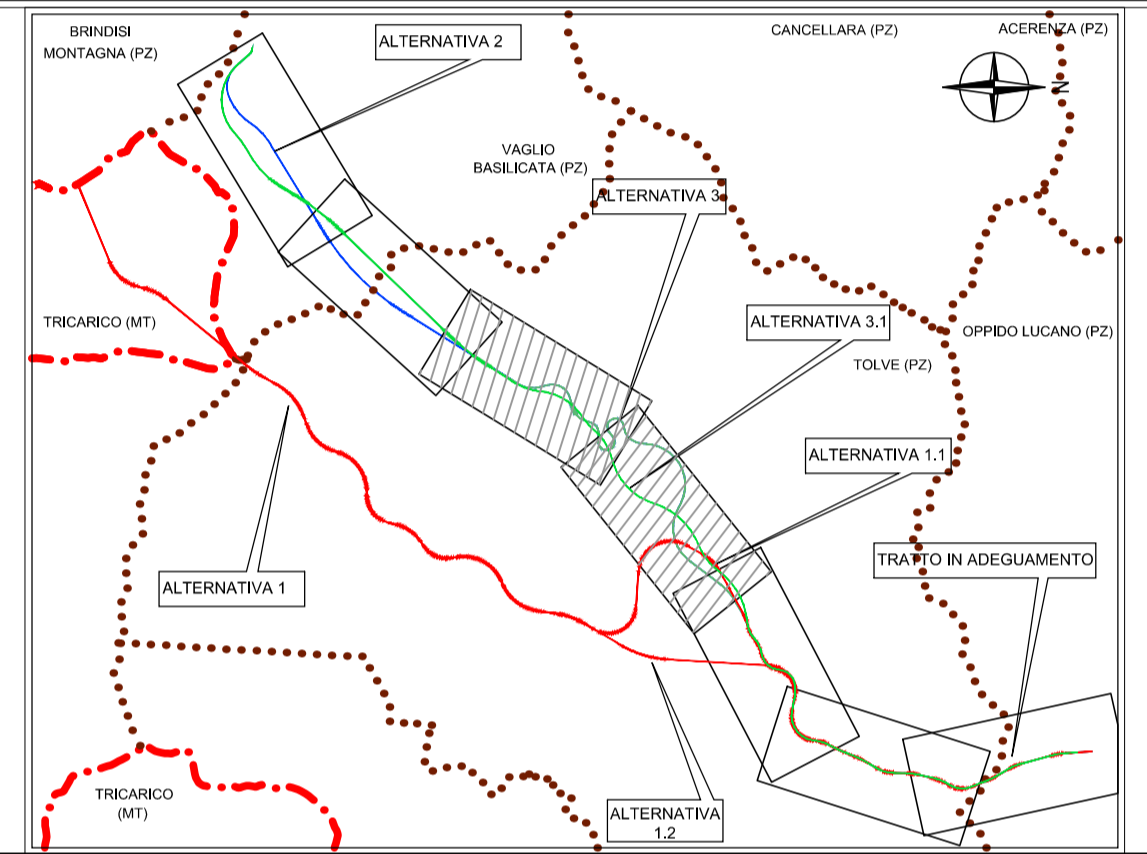 BRINDISI
MONTAGNA (PZ)
ALTERNATIVA 2
CANCELLARA (PZ)
ACERENZA (PZ)
N
VAGLIO
BASILICATA (PZ)
ALTERNATIVA 3
TRICARICO (MT)
ALTERNATIVA 3.1
OPPIDO LUCANO (PZ)
TOLVE (PZ)
ALTERNATIVA 1.1
TRATTO IN ADEGUAMENTO
ALTERNATIVA 1
TRICARICO
(MT)
ALTERNATIVA
1.2